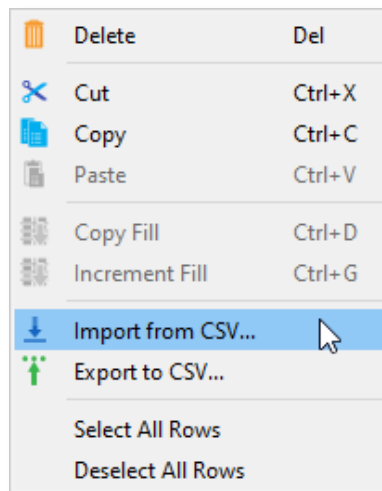 Delete Del
Cut Ctrl+X
Copy Ctrl+C
Paste Ctrl+V
Copy Fill Ctrl+D
Increment Fill Ctrl+G
Import from CSV...
Export to CSV...
Select All Rows
Deselect All Rows